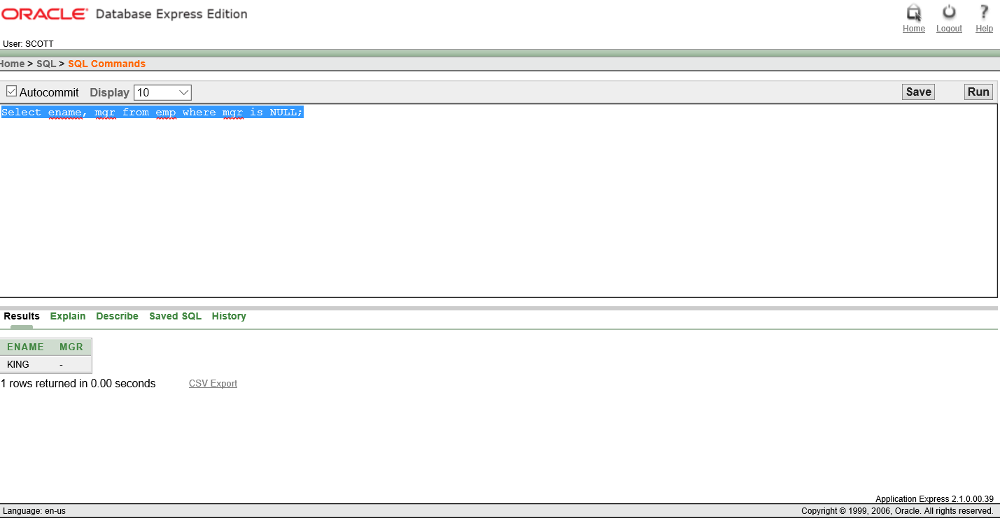 ORACLE Database Express Edition
Home Logout Help
User: SCOTT
Home > SQL > SQL Commands
Autocommit Display 10 Save Run
Select ename, mgr from emp where mgr is NULL;
Results Explain Describe Saved SQL History
ENAME MGR
KING -
1 rows returned in 0.00 seconds CSV Export
Application Express 2.1.0.00.39
Language: en-us Copyright © 1999, 2006, Oracle. All rights reserved.